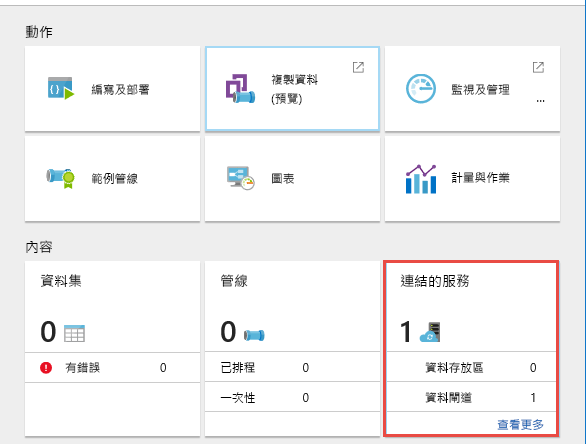 動作
編寫及部署
複製資料
(預覽)
監視及管理
...
範例管線
圖表
計量與作業
內容
資料集
0
有錯誤 0
管線
0
已排程 0
一次性 0
連結的服務
1
資料存放區 0
資料閘道 1
查看更多